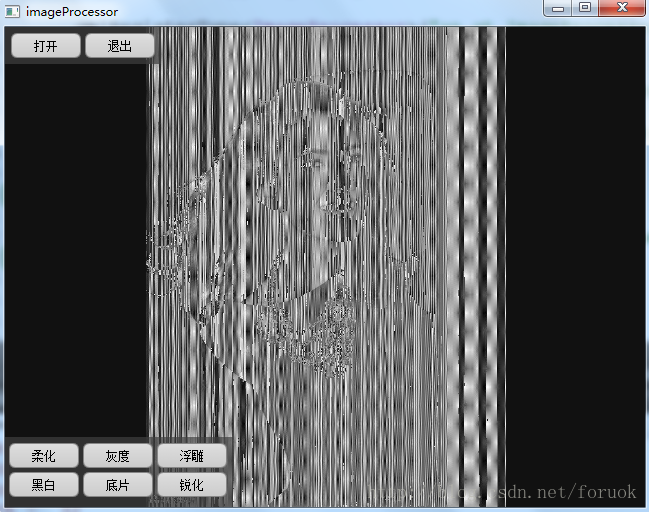 imageProcessor
打开 退出
柔化 灰度 浮雕
黑白 底片 锐化
sdn.net/foruok